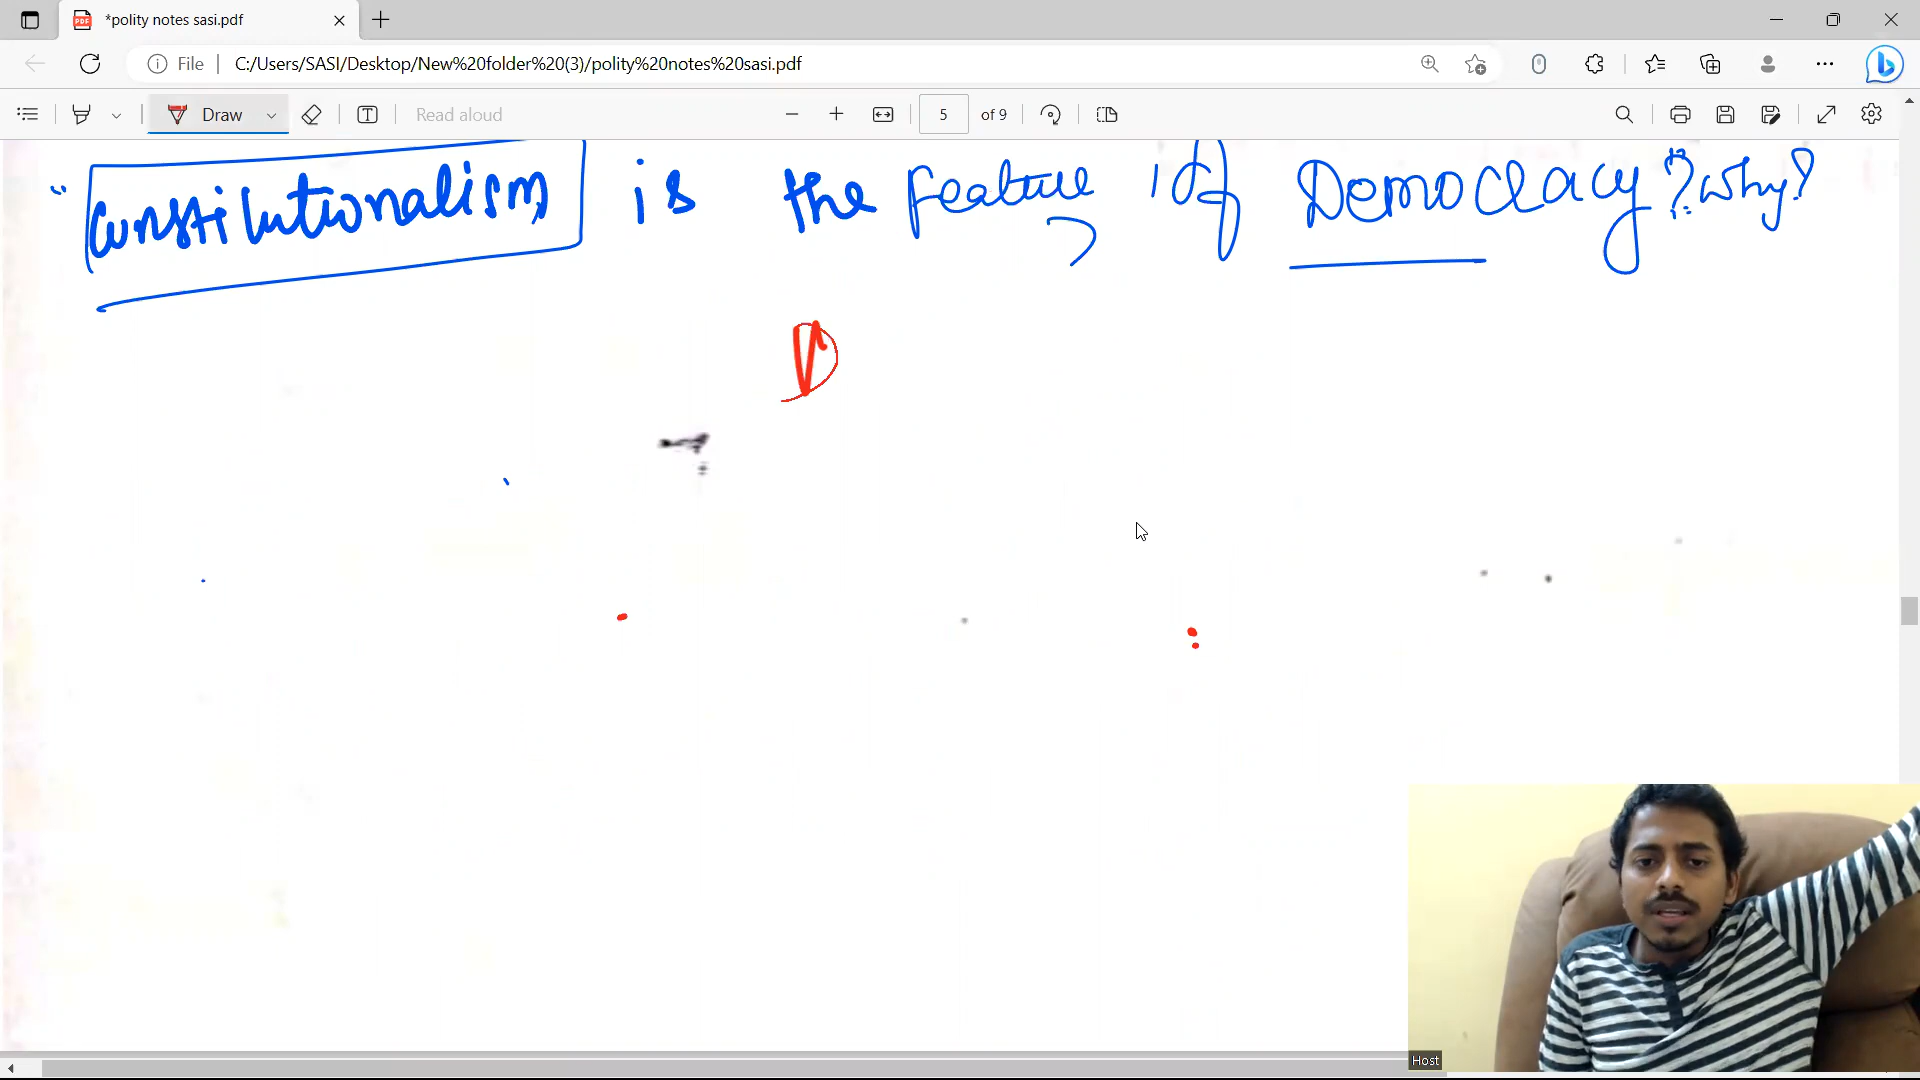 *polity notes sasi.pdf
File
C:/Users/SASI/Desktop/New%20folder%20(3)/polity%20notes%20sasi.pdf
Draw
Read aloud
5 of 9
"Constitutionalism is the feature of Democracy? why?
Host